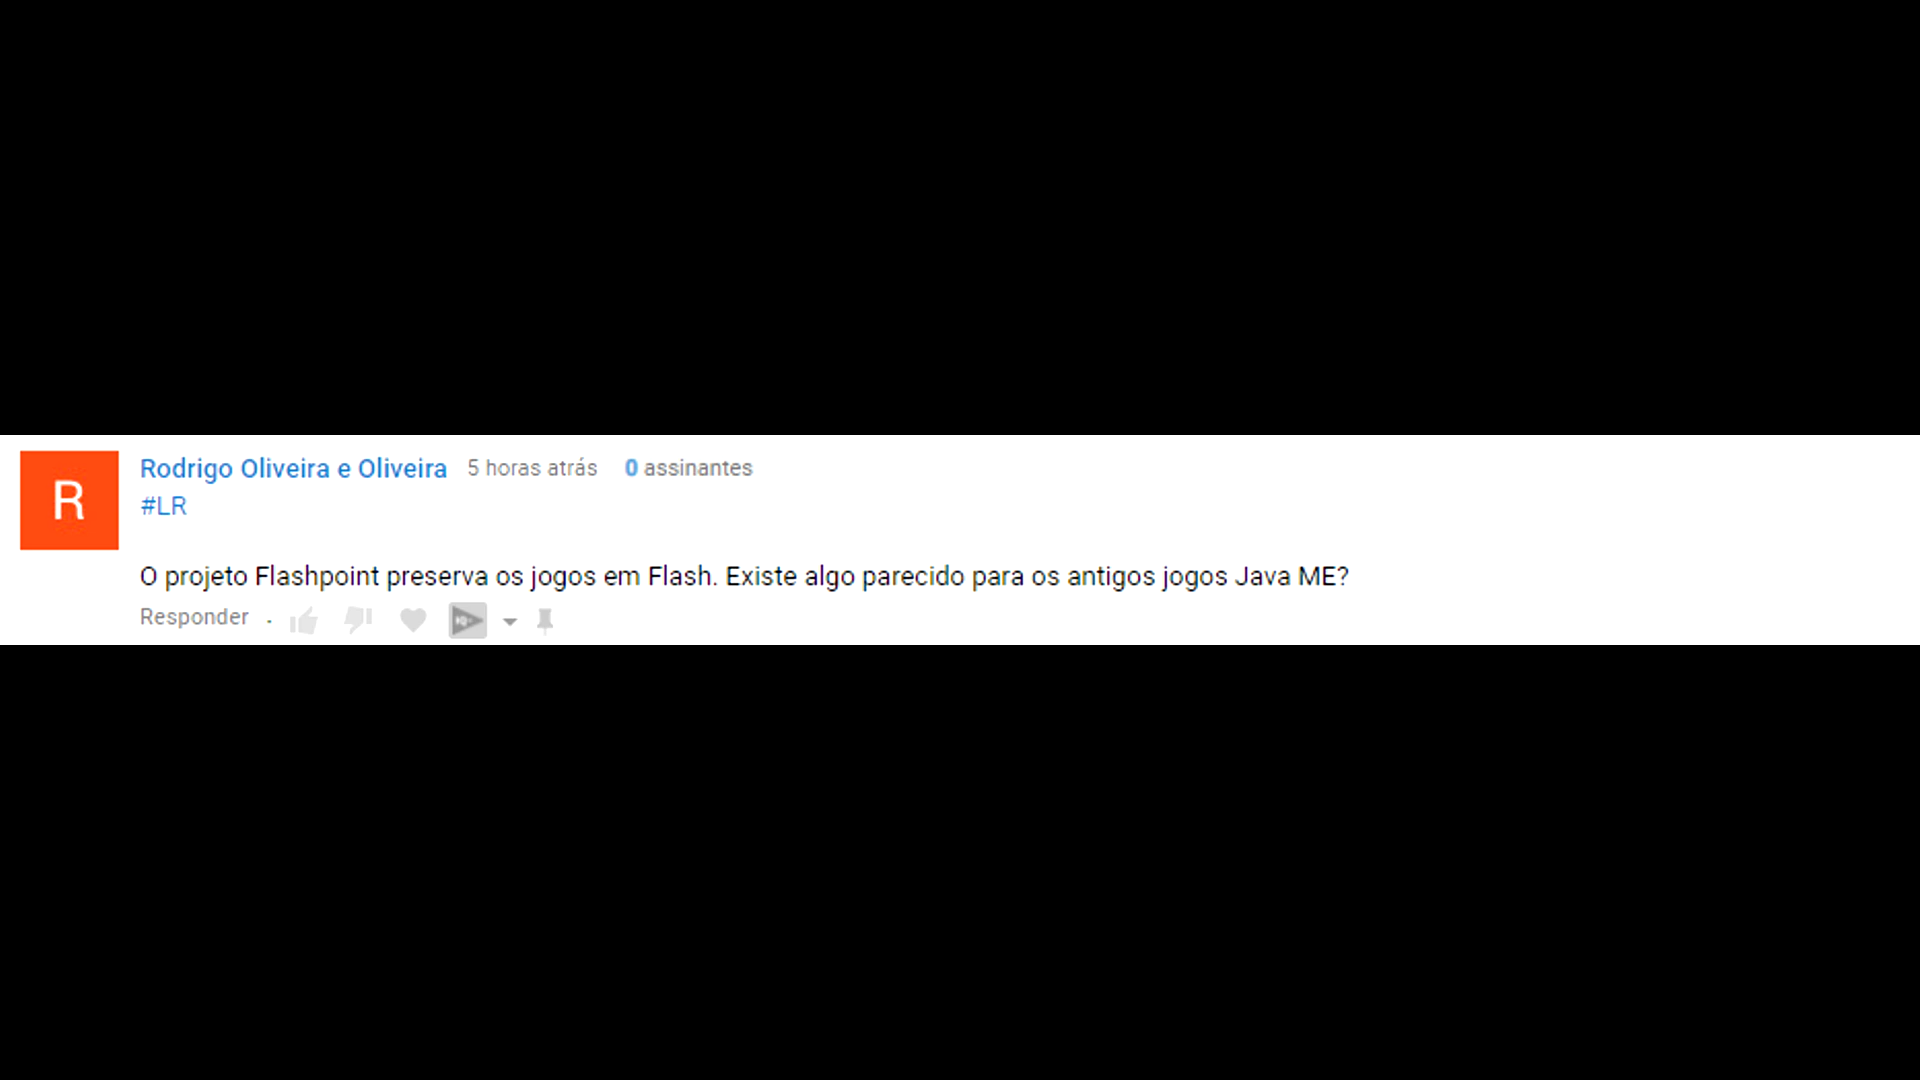 R
Rodrigo Oliveira e Oliveira 5 horas atrás 0 assinantes
#LR
O projeto Flashpoint preserva os jogos em Flash. Existe algo parecido para os antigos jogos Java ME?
Responder